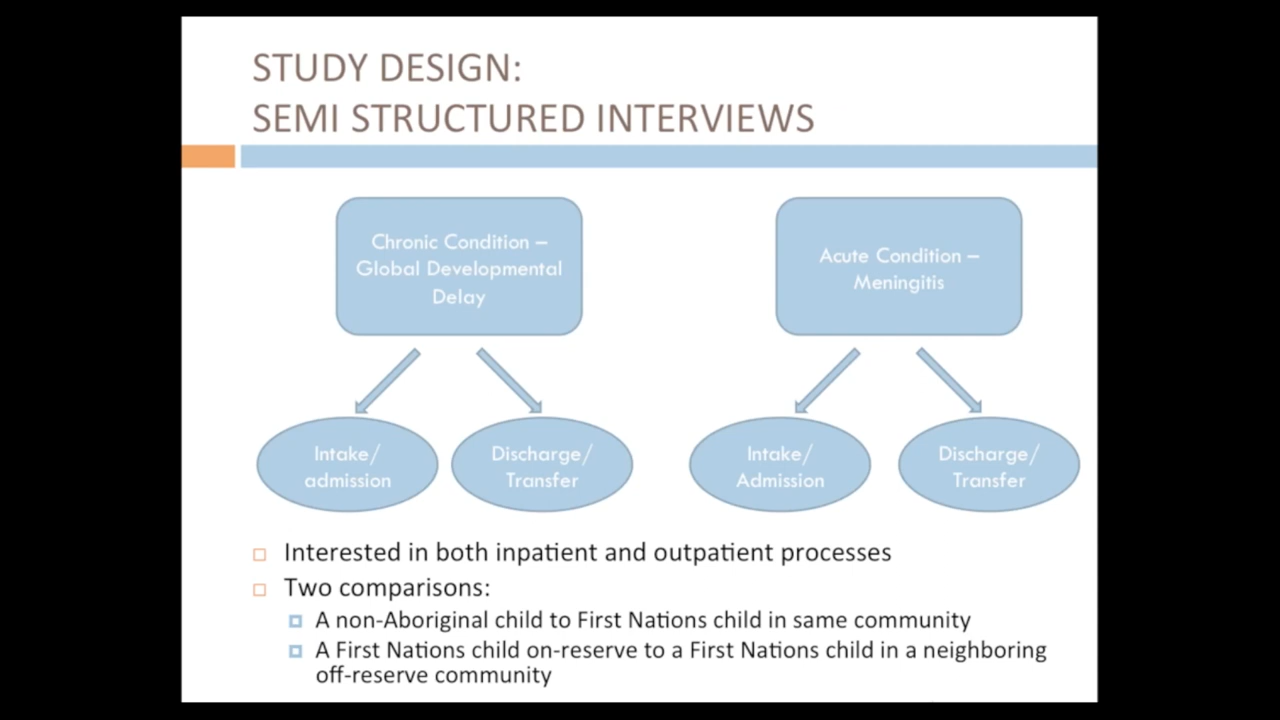 STUDY DESIGN:
SEMI STRUCTURED INTERVIEWS
Chronic Condition –
Global Developmental
Delay
Acute Condition –
Meningitis
Intake/
admission
Discharge/
Transfer
Intake/
Admission
Discharge/
Transfer
Interested in both inpatient and outpatient processes
Two comparisons:
A non-Aboriginal child to First Nations child in same community
A First Nations child on-reserve to a First Nations child in a neighboring
off-reserve community